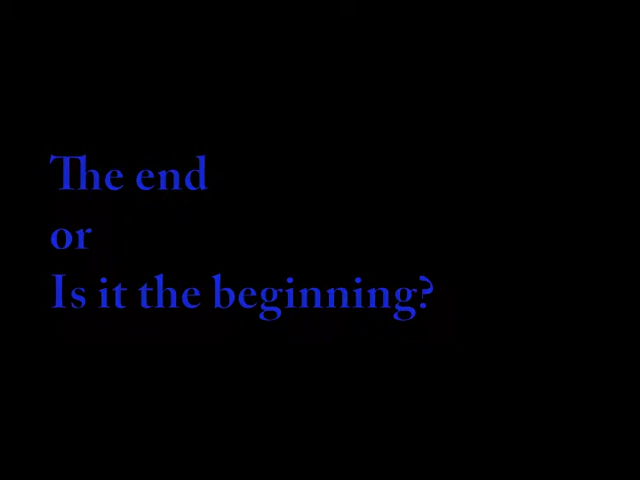 The end
or
Is it the beginning?